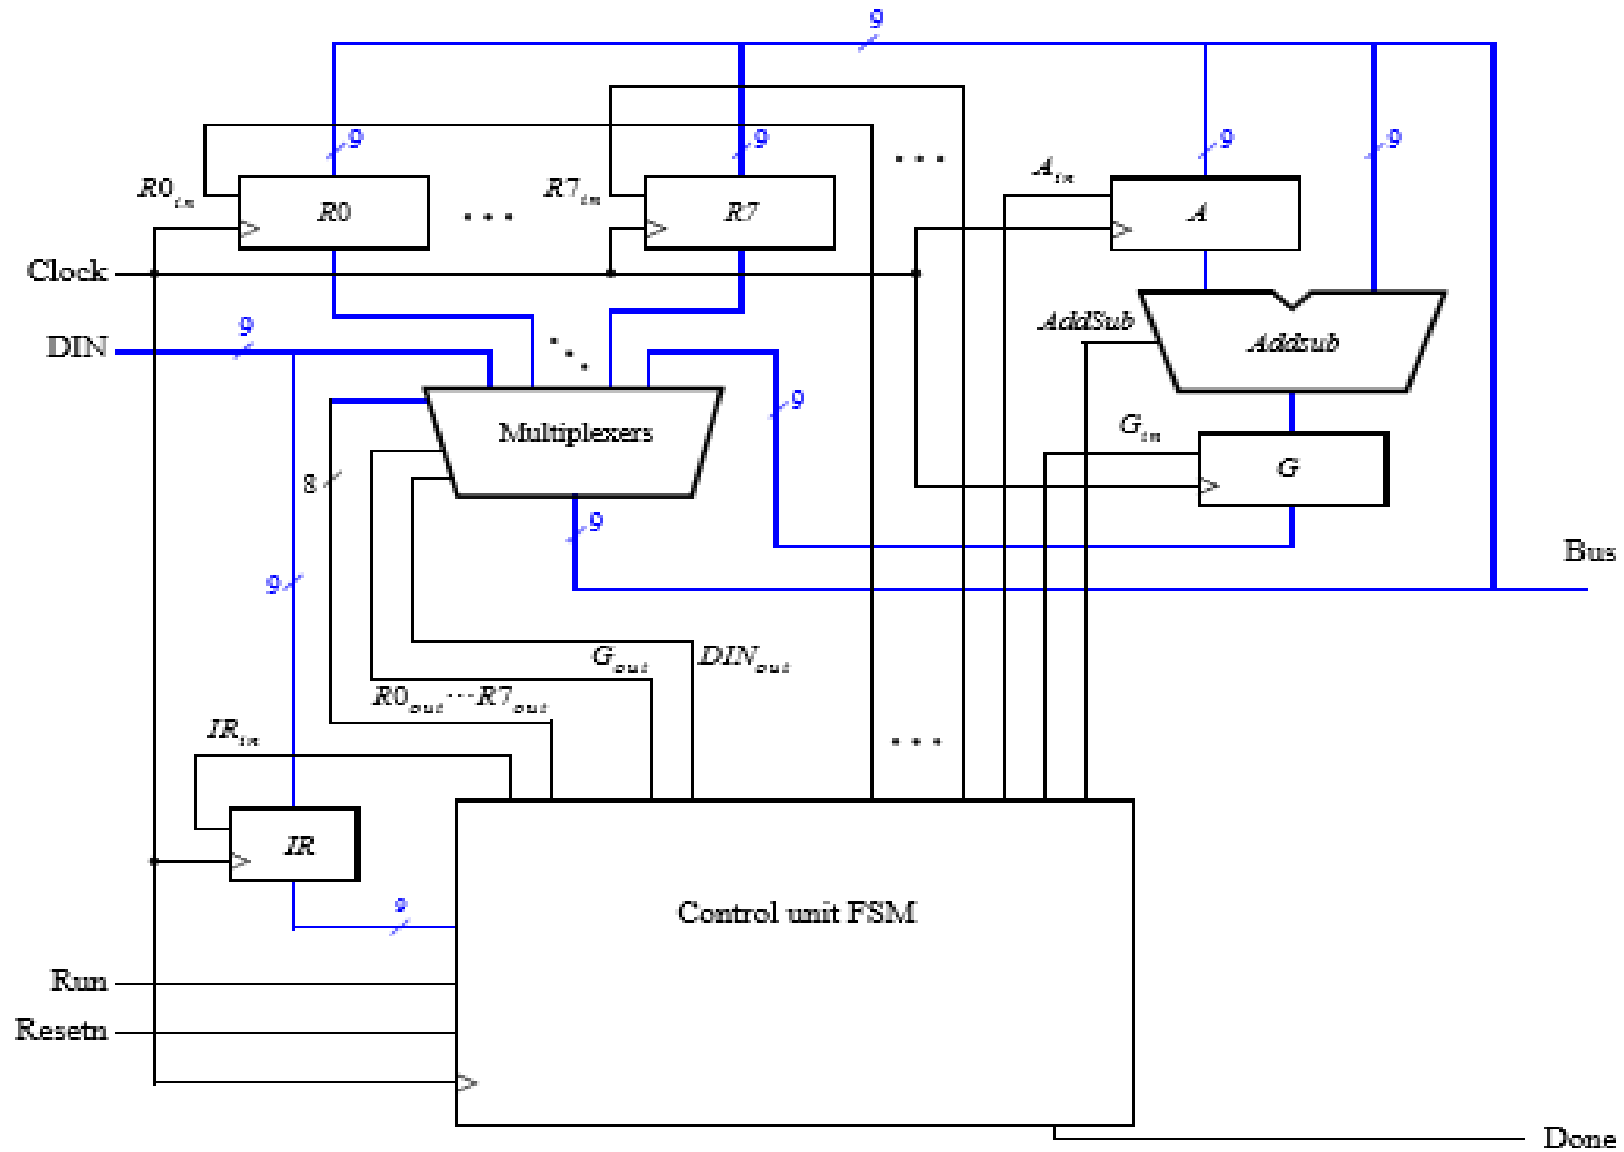 9
9
9
9
9
R0in
R0
• • •
R7in
R7
• • •
Ain
A
Clock
DIN
9
AddSub
Addsub
Multiplexers
9
8
Gin
G
9
Bus
9
Gout
DINout
R0out···R7out
IRin
• • •
IR
9
Control unit FSM
Run
Resetn
Done